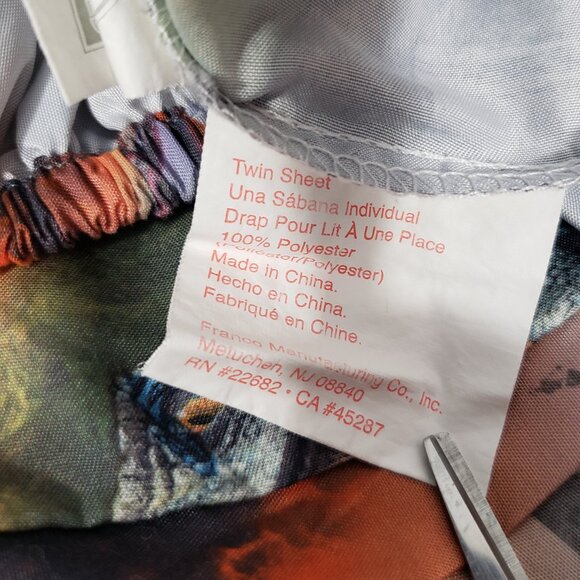 Twin Sheet
Una Sábana Individual
Drap Pour Lit À Une Place
100% Polyester
(Poliester/Polyester)
Made in China.
Hecho en China.
Fabriqué en Chine.
Franco Manufacturing Co., Inc.
Metuchen, NJ 08840
RN #22682 · CA #45287